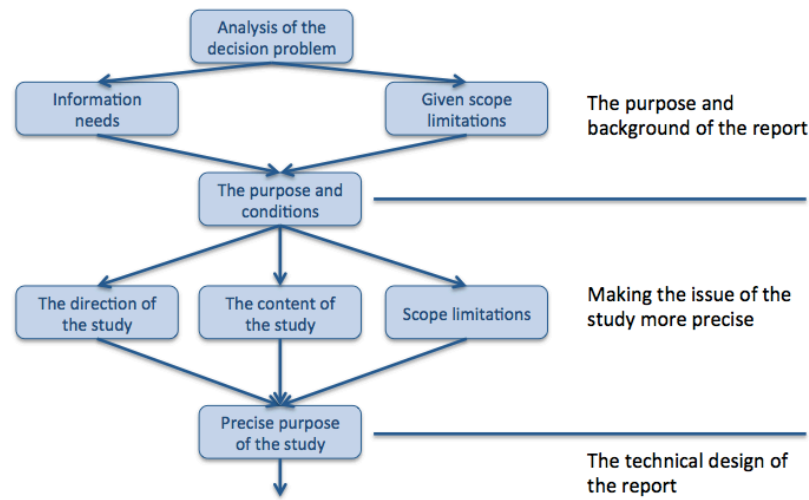 Analysis of the
decision problem
Information
needs
Given scope
limitations
The purpose and
background of the report
The purpose and
conditions
The direction of
the study
The content of
the study
Scope limitations
Making the issue of the
study more precise
Precise purpose
of the study
The technical design of
the report